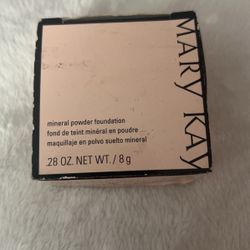 MARY KAY
mineral powder foundation
fond de teint minéral en poudre
maquillaje en polvo suelto mineral
.28 OZ. NET WT. / 8 g